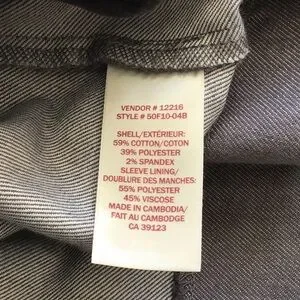 VENDOR # 12216
STYLE # 50F10-04B
SHELL/EXTÉRIEUR:
59% COTTON/COTON
39% POLYESTER
2% SPANDEX
SLEEVE LINING/
DOUBLURE DES MANCHES:
55% POLYESTER
45% VISCOSE
MADE IN CAMBODIA/
FAIT AU CAMBODGE
CA 39123